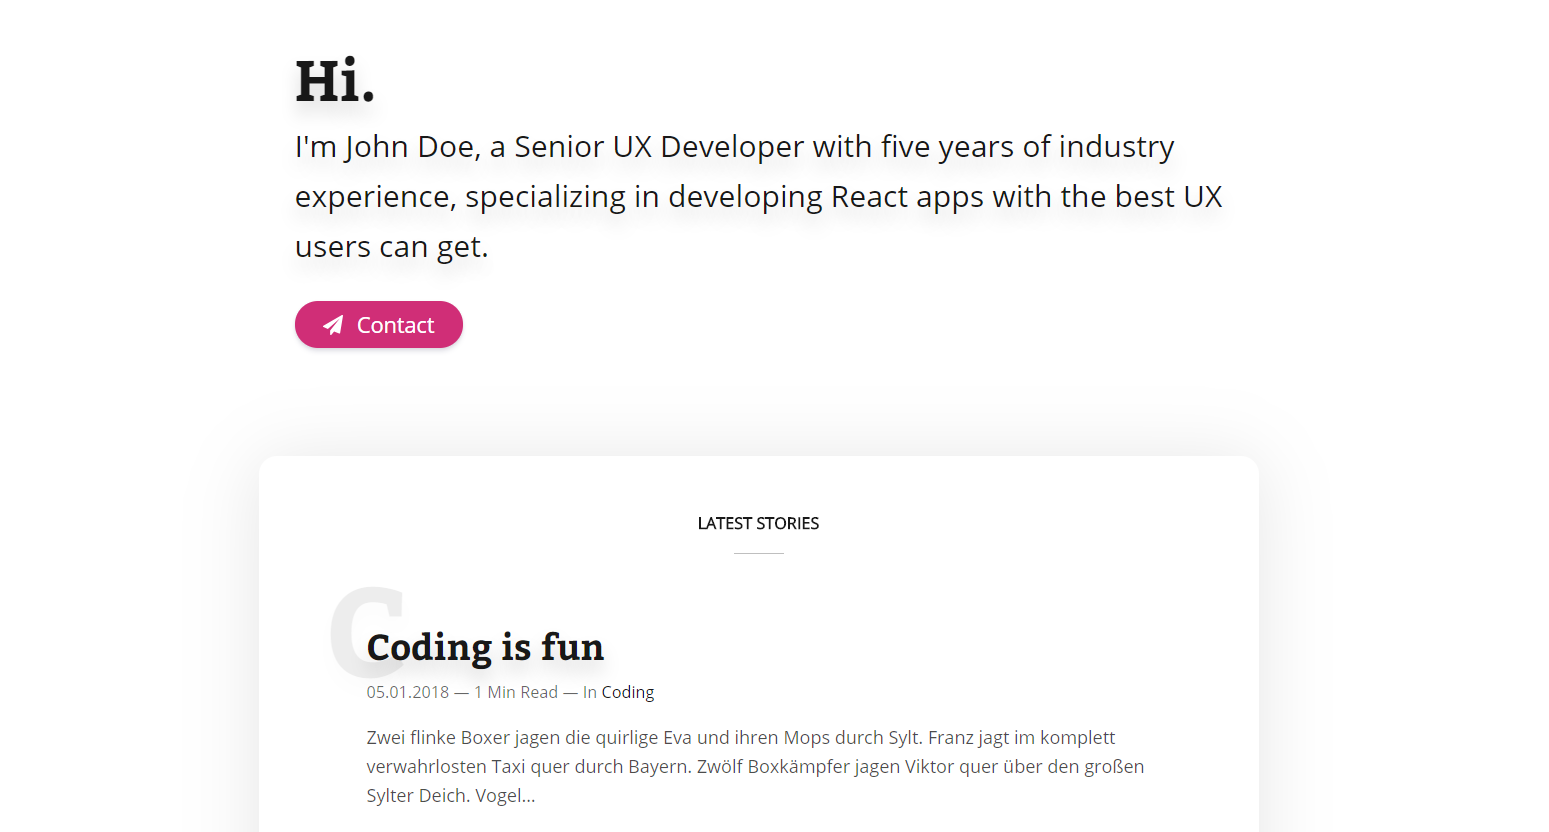 Hi.
I'm John Doe, a Senior UX Developer with five years of industry
experience, specializing in developing React apps with the best UX
users can get.
Contact
LATEST STORIES
C
Coding is fun
05.01.2018 — 1 Min Read — In Coding
Zwei flinke Boxer jagen die quirlige Eva und ihren Mops durch Sylt. Franz jagt im komplett
verwahrlosten Taxi quer durch Bayern. Zwölf Boxkämpfer jagen Viktor quer über den großen
Sylter Deich. Vogel...